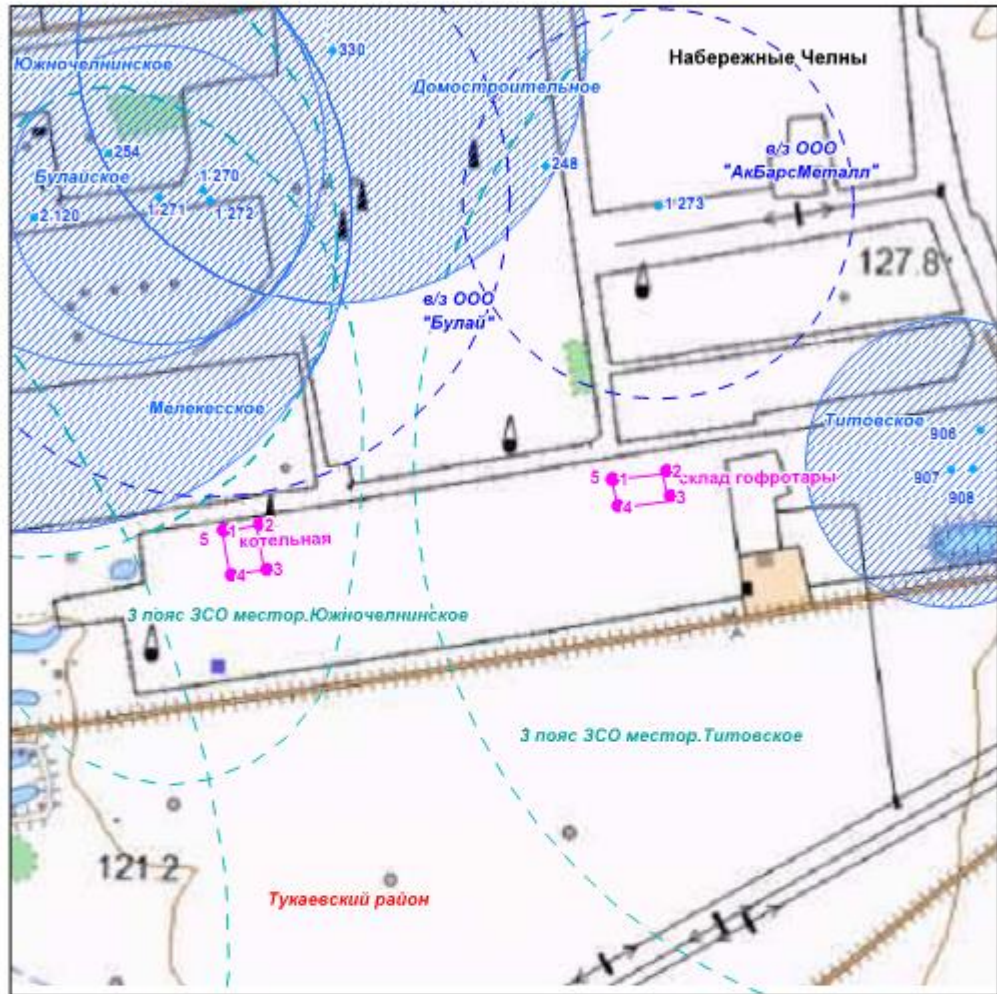 330
Набережные Челны
Южночелнинское
Домостроительное
254
Булайское
1 270
2 120
1 271
1 272
248
в/з ООО
"АкБарсМеталл"
1 273
127.8
в/з ООО
"Булай"
Мелекесское
Титовское
906
907
908
5 1 2
склад гофротары
4 3
5 1 2
котельная
4 3
3 пояс ЗСО местор.Южночелнинское
3 пояс ЗСО местор.Титовское
121.2
Тукаевский район